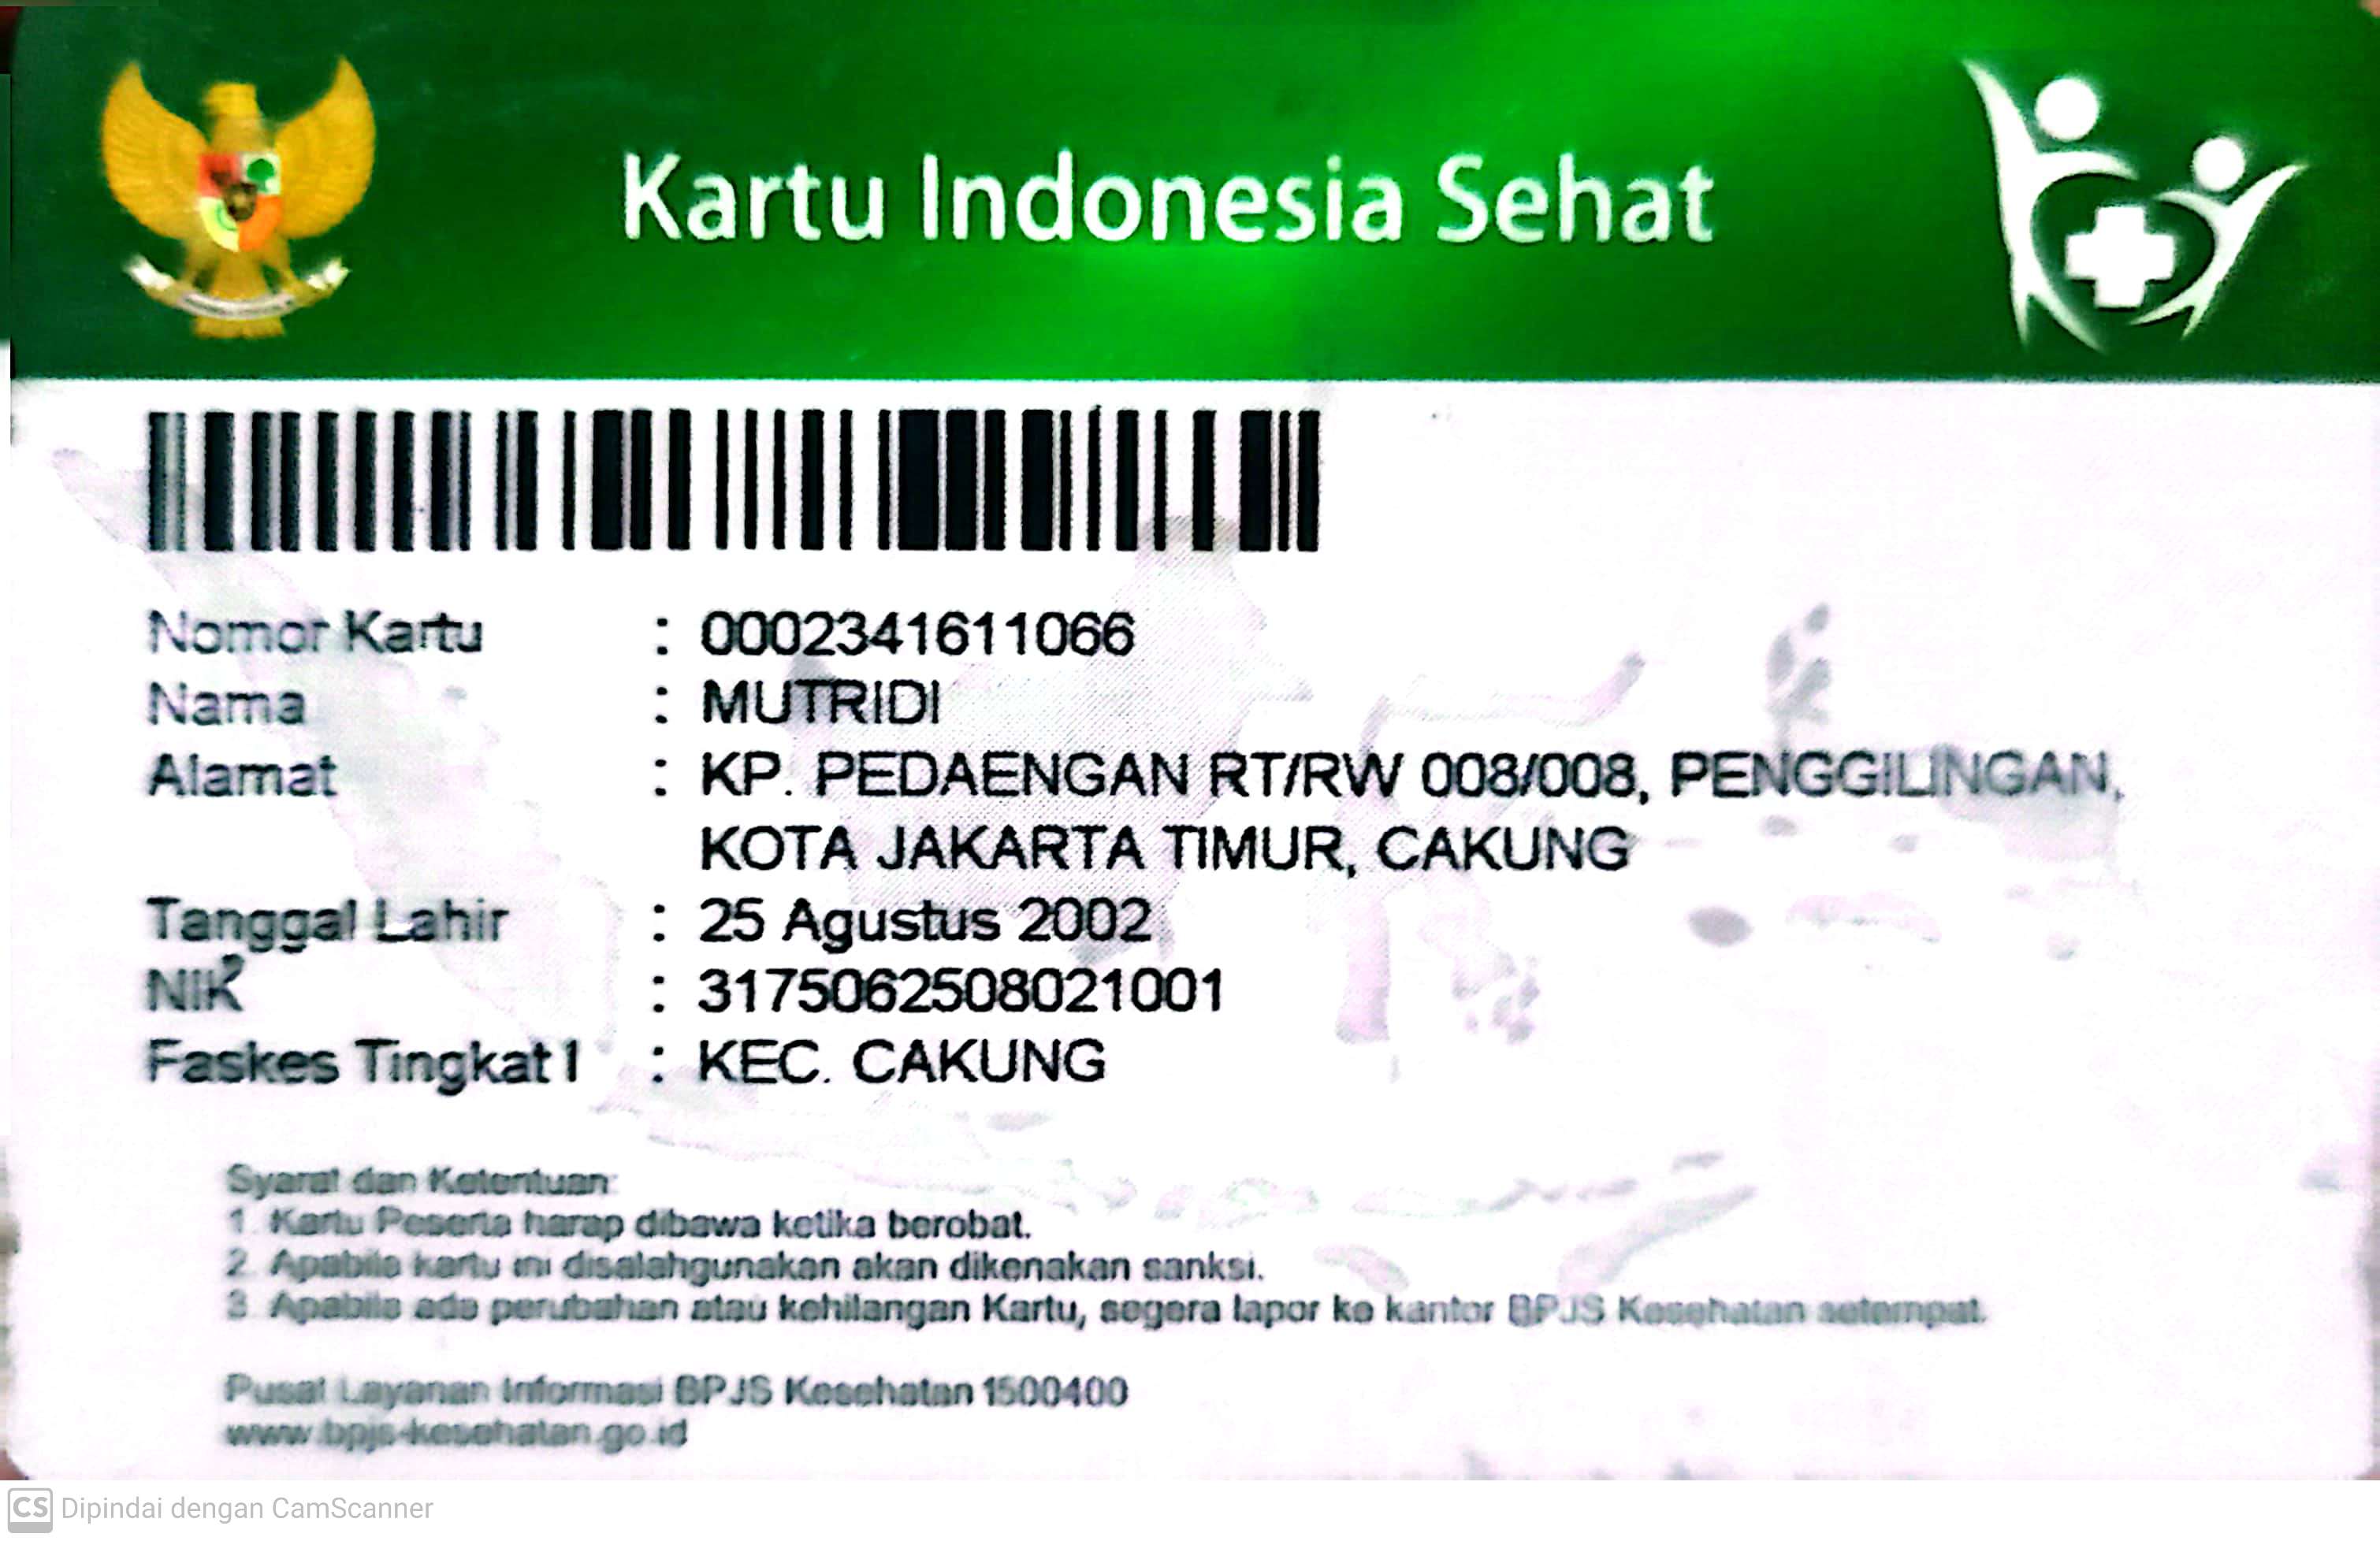 Kartu Indonesia Sehat
Nomor Kartu : 0002341611066
Nama : MUTRIDI
Alamat : KP. PEDAENGAN RT/RW 008/008, PENGGILINGAN,
KOTA JAKARTA TIMUR, CAKUNG
Tanggal Lahir : 25 Agustus 2002
NIK : 3175062508021001
Faskes Tingkat I : KEC. CAKUNG
Syarat dan Ketentuan:
1. Kartu Peserta harap dibawa ketika berobat.
2. Apabila kartu ini disalahgunakan akan dikenakan sanksi.
3. Apabila ada perubahan atau kehilangan Kartu, segera lapor ke kantor BPJS Kesehatan setempat.
Pusat Layanan Informasi BPJS Kesehatan 1500400
www.bpjs-kesehatan.go.id
CS Dipindai dengan CamScanner